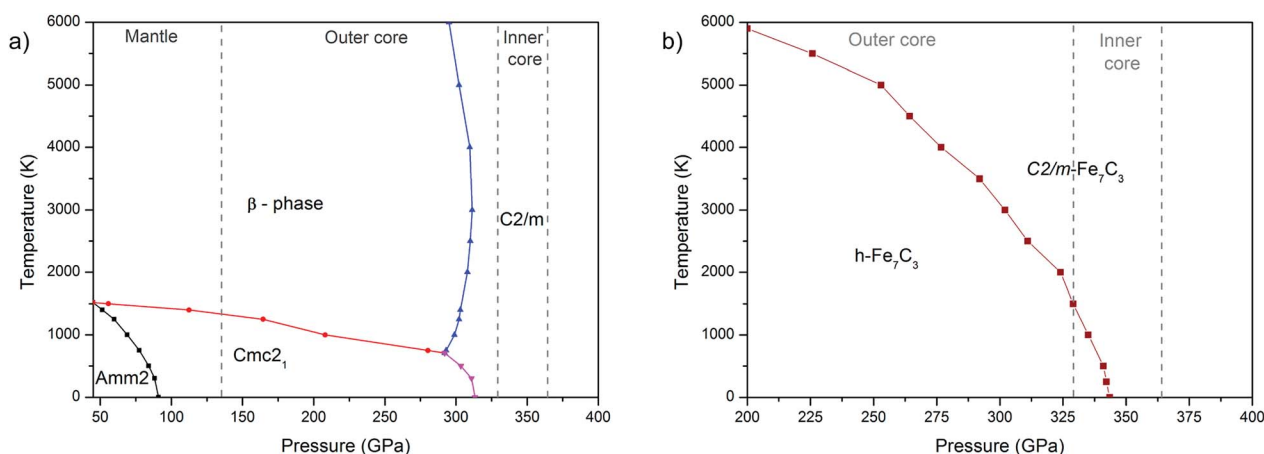 a)
Mantle
Outer core
Inner
core
6000
5000
4000
3000
2000
1000
0
Temperature (K)
β - phase
C2/m
Cmc2₁
Amm2
45
100
150
200
250
300
350
400
Pressure (GPa)
b)
Outer core
Inner
core
6000
5000
4000
3000
2000
1000
0
Temperature (K)
C2/m-Fe₇C₃
h-Fe₇C₃
200
225
250
275
300
325
350
375
400
Pressure (GPa)